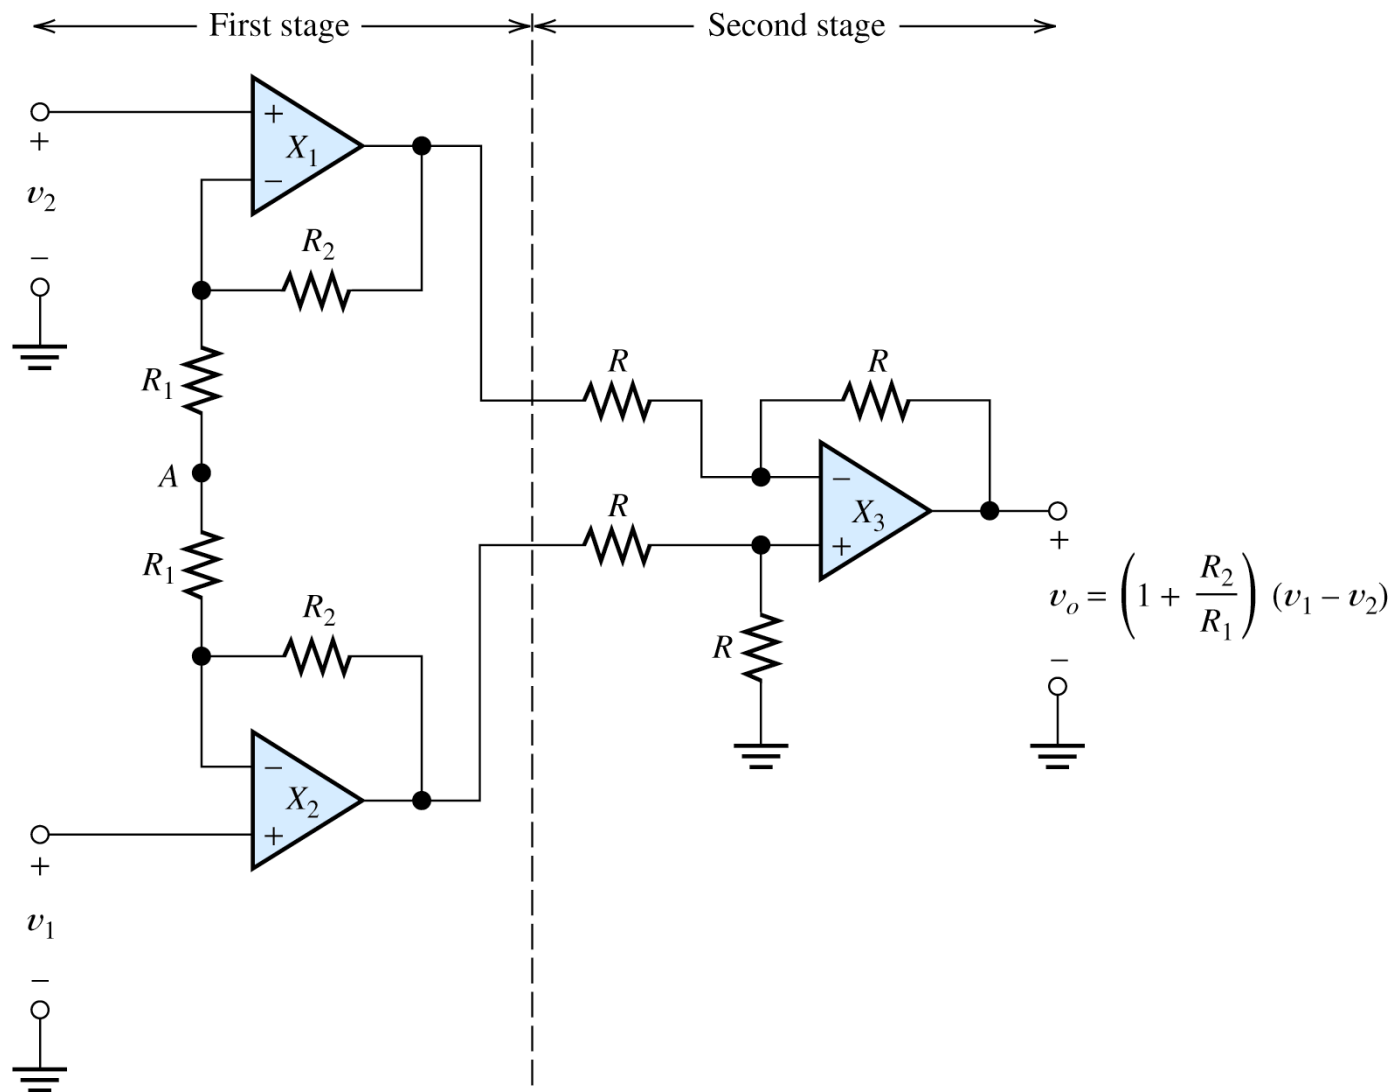 First stage
Second stage
+
X₁
−
+
v₂
−
R₂
R₁
A
R₁
R₂
−
X₂
+
+
v₁
−
R
R
−
X₃
+
R
R
+
vₒ = (1 + R₂/R₁) (v₁ − v₂)
−